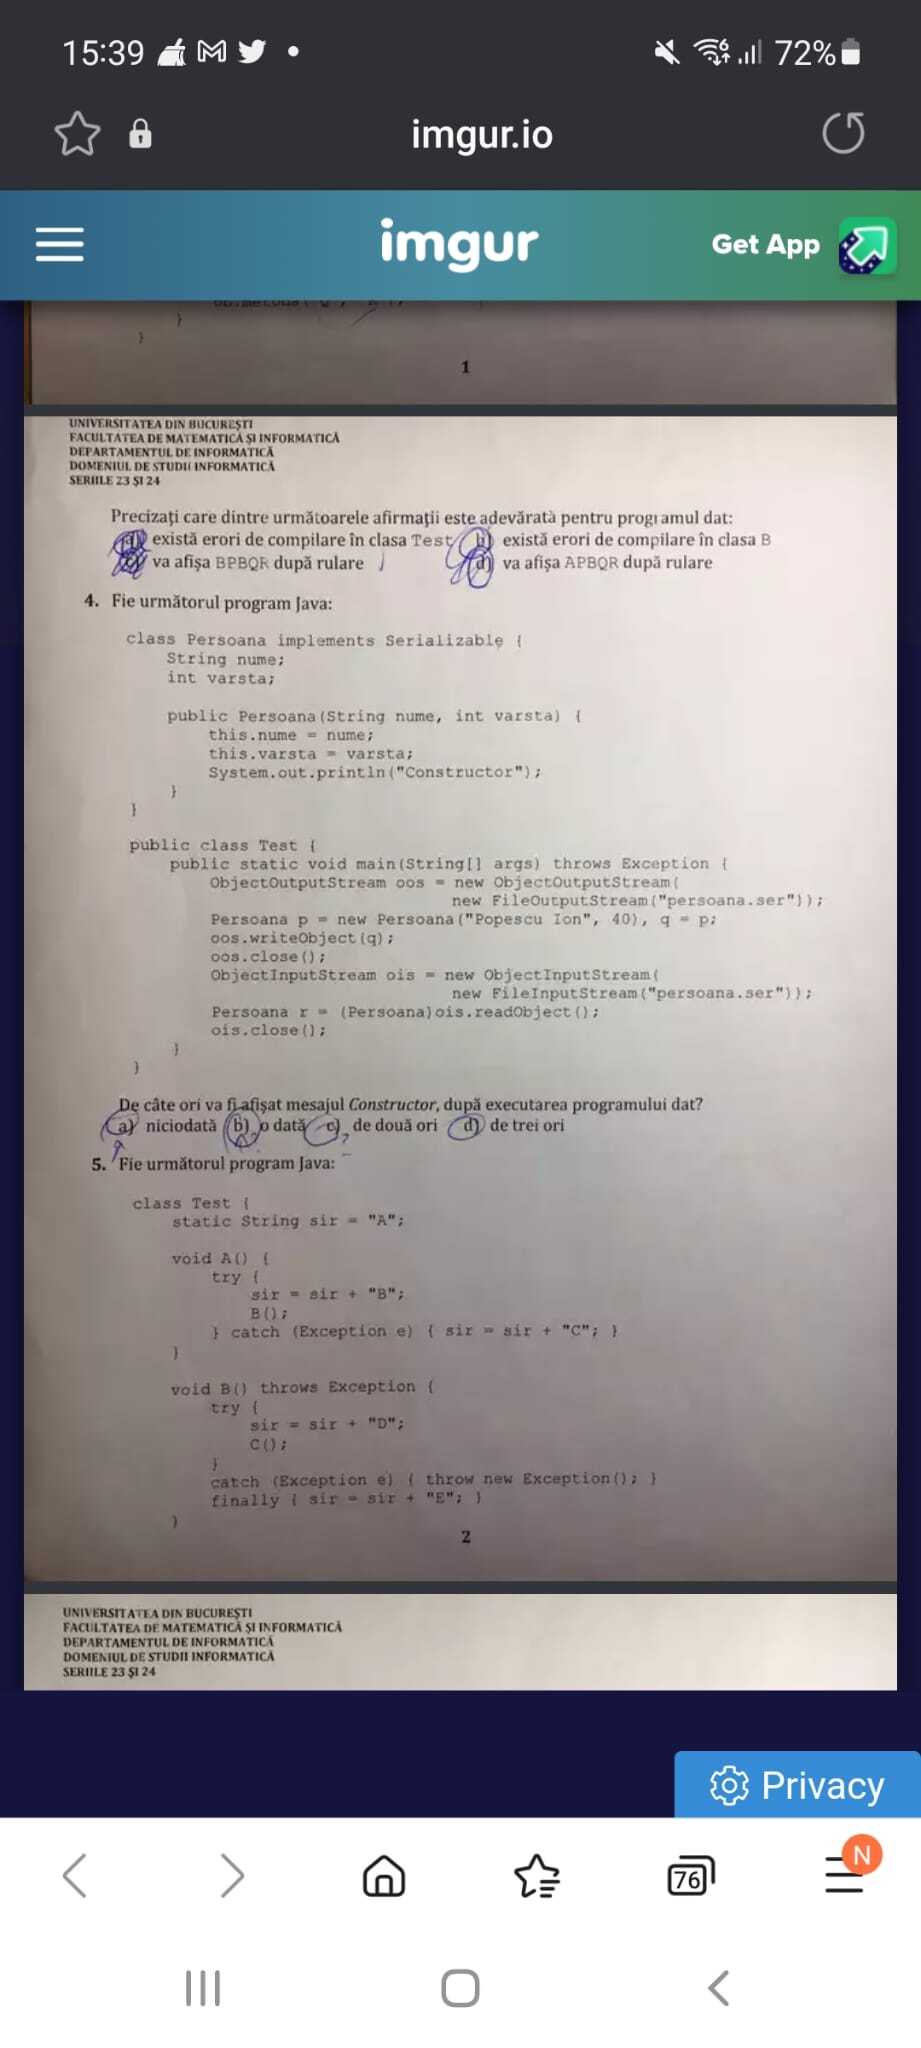 15:39
72%
imgur.io
imgur
Get App
}
}
1
UNIVERSITATEA DIN BUCUREȘTI
FACULTATEA DE MATEMATICĂ ȘI INFORMATICĂ
DEPARTAMENTUL DE INFORMATICĂ
DOMENIUL DE STUDII INFORMATICĂ
SERIILE 23 ȘI 24
Precizați care dintre următoarele afirmații este adevărată pentru programul dat:
a) există erori de compilare în clasa Test b) există erori de compilare în clasa B
c) va afișa BPBQR după rulare d) va afișa APBQR după rulare
4. Fie următorul program Java:
class Persoana implements Serializable {
String nume;
int varsta;
public Persoana(String nume, int varsta) {
this.nume = nume;
this.varsta = varsta;
System.out.println("Constructor");
}
}
public class Test {
public static void main(String[] args) throws Exception {
ObjectOutputStream oos = new ObjectOutputStream(
new FileOutputStream("persoana.ser"));
Persoana p = new Persoana("Popescu Ion", 40), q = p;
oos.writeObject(q);
oos.close();
ObjectInputStream ois = new ObjectInputStream(
new FileInputStream("persoana.ser"));
Persoana r = (Persoana)ois.readObject();
ois.close();
}
}
De câte ori va fi afișat mesajul Constructor, după executarea programului dat?
a) niciodată b) o dată c) de două ori d) de trei ori
5. Fie următorul program Java:
class Test {
static String sir = "A";
void A() {
try {
sir = sir + "B";
B();
} catch (Exception e) { sir = sir + "C"; }
}
void B() throws Exception {
try {
sir = sir + "D";
C();
}
catch (Exception e) { throw new Exception(); }
finally { sir = sir + "E"; }
}
2
UNIVERSITATEA DIN BUCUREȘTI
FACULTATEA DE MATEMATICĂ ȘI INFORMATICĂ
DEPARTAMENTUL DE INFORMATICĂ
DOMENIUL DE STUDII INFORMATICĂ
SERIILE 23 ȘI 24
Privacy
76
N